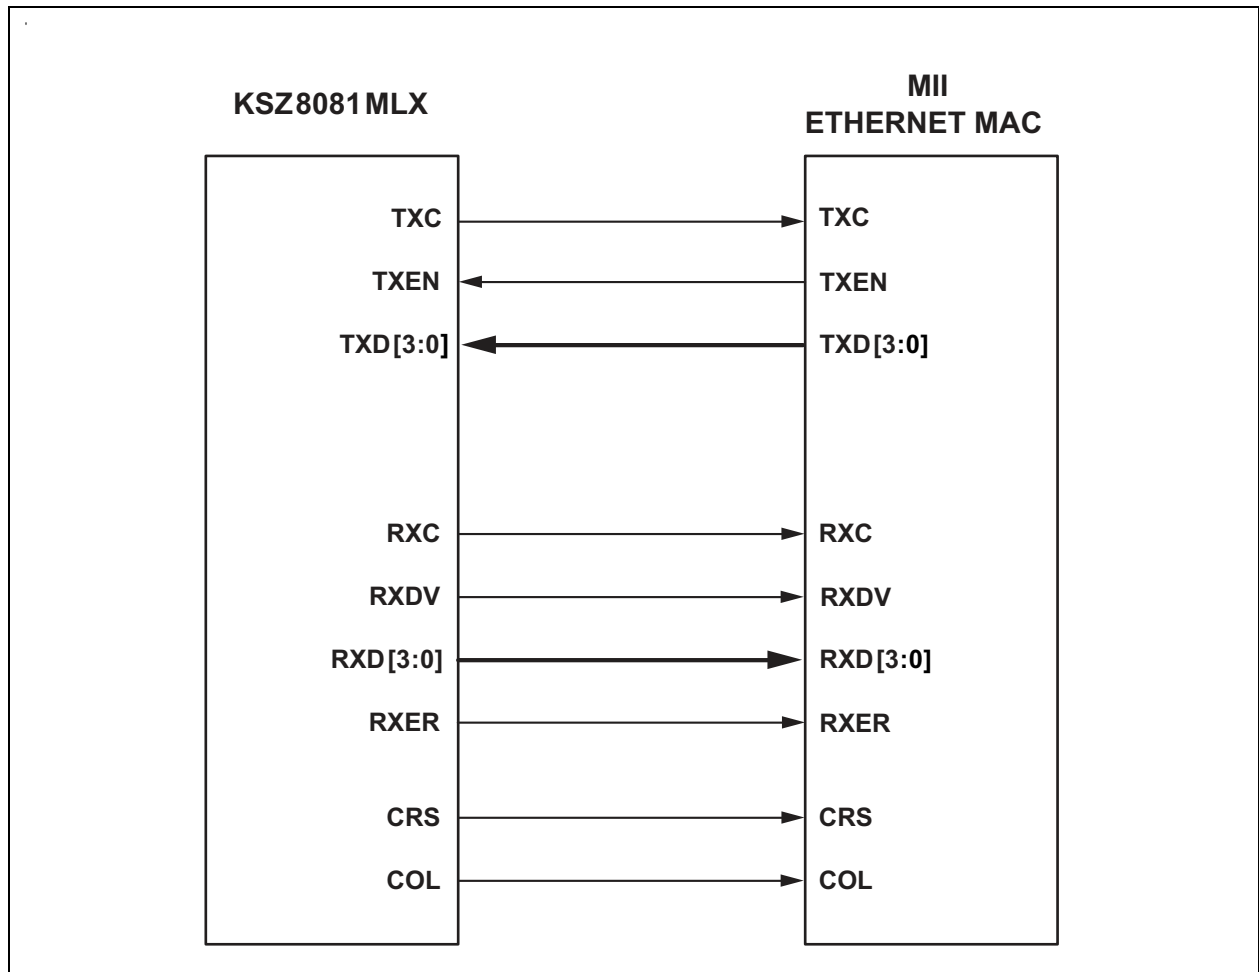 KSZ8081MLX
MII
ETHERNET MAC
TXC TXC
TXEN TXEN
TXD[3:0] TXD[3:0]
RXC RXC
RXDV RXDV
RXD[3:0] RXD[3:0]
RXER RXER
CRS CRS
COL COL